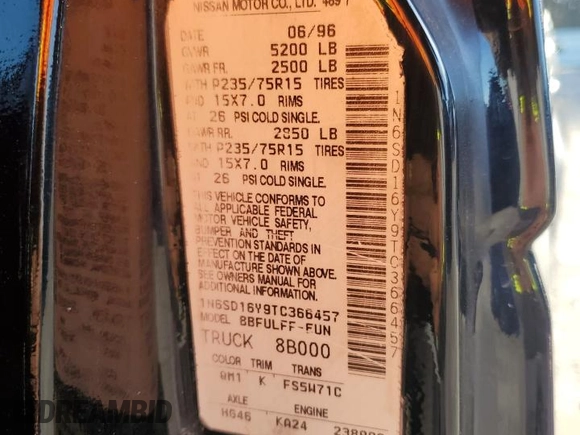 NISSAN MOTOR CO., LTD.
DATE 06/96
GVWR 5200 LB
GAWR FR. 2500 LB
WITH P235/75R15 TIRES
AND 15X7.0 RIMS
AT 26 PSI COLD SINGLE.
GAWR RR. 2850 LB
WITH P235/75R15 TIRES
AND 15X7.0 RIMS
AT 26 PSI COLD SINGLE.
THIS VEHICLE CONFORMS TO
ALL APPLICABLE FEDERAL
MOTOR VEHICLE SAFETY,
BUMPER AND THEFT
PREVENTION STANDARDS IN
EFFECT ON THE DATE OF
MANUFACTURE SHOWN ABOVE.
SEE OWNERS MANUAL FOR
ADDITIONAL INFORMATION.
1N6SD16Y9TC366457
MODEL BBFULFF-FUN
TRUCK 8B000
COLOR TRIM TRANS
QM1 K FS5W71C
AXLE ENGINE
HG46 KA24
1N6SD16Y9TC366457
DREAMBID